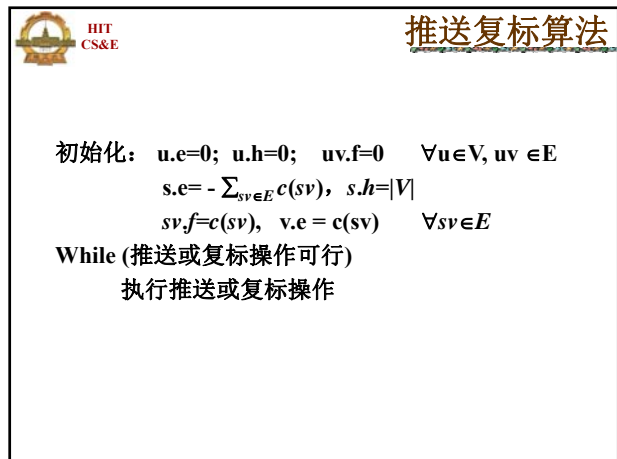 HIT
CS&E
推送复标算法
初始化： u.e=0; u.h=0; uv.f=0 ∀u∈V, uv ∈E
s.e= - ∑sv∈E c(sv)，s.h=|V|
sv.f=c(sv), v.e = c(sv) ∀sv∈E
While (推送或复标操作可行)
执行推送或复标操作